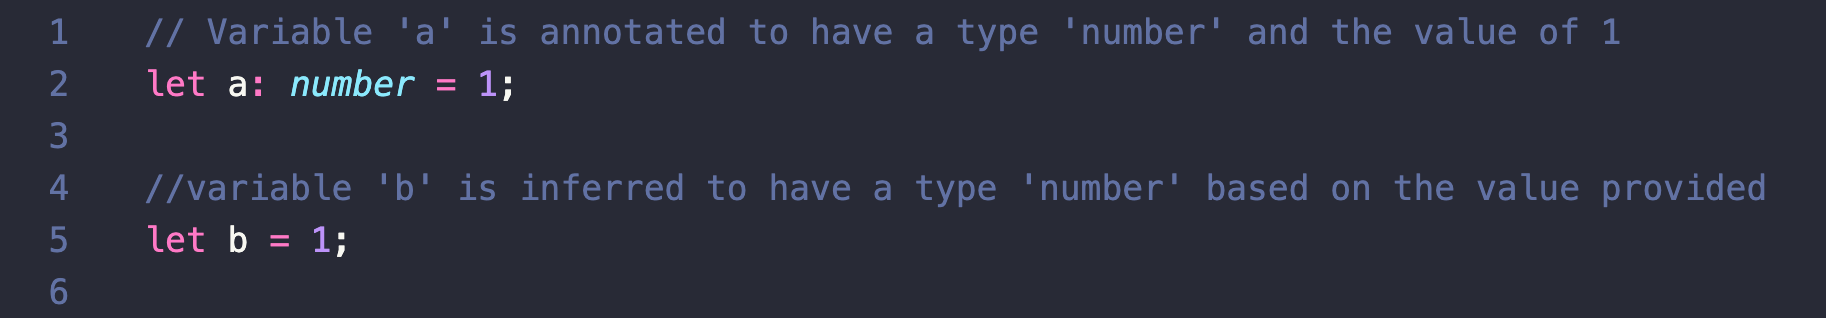 1 // Variable 'a' is annotated to have a type 'number' and the value of 1
2 let a: number = 1;
3
4 //variable 'b' is inferred to have a type 'number' based on the value provided
5 let b = 1;
6